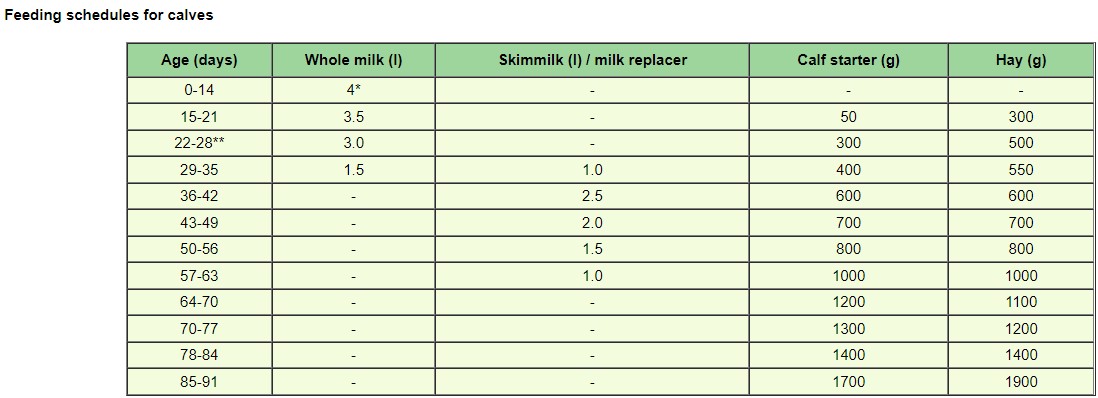 Feeding schedules for calves
Age (days) Whole milk (l) Skimmilk (l) / milk replacer Calf starter (g) Hay (g)
0-14 4* - - -
15-21 3.5 - 50 300
22-28** 3.0 - 300 500
29-35 1.5 1.0 400 550
36-42 - 2.5 600 600
43-49 - 2.0 700 700
50-56 - 1.5 800 800
57-63 - 1.0 1000 1000
64-70 - - 1200 1100
70-77 - - 1300 1200
78-84 - - 1400 1400
85-91 - - 1700 1900